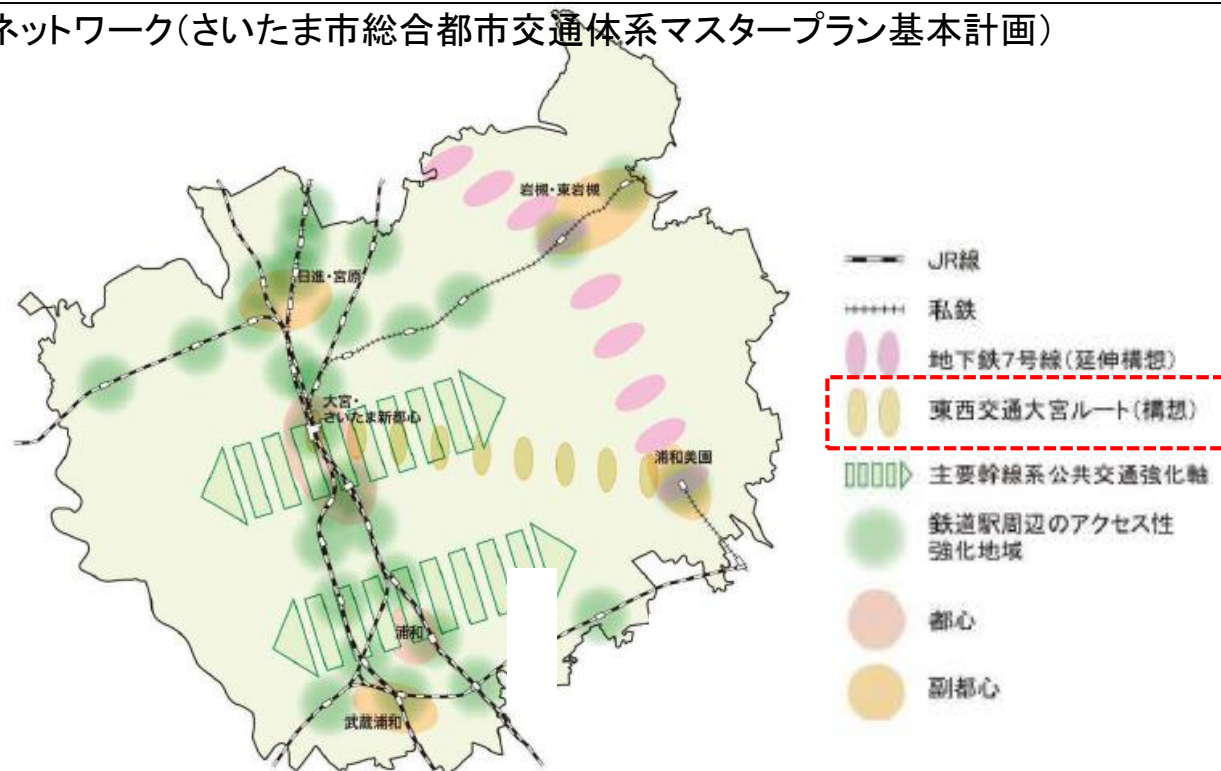 ネットワーク(さいたま市総合都市交通体系マスタープラン基本計画)
岩槻・東岩槻
日進・宮原
大宮・
さいたま新都心
浦和美園
浦和
武蔵浦和
JR線
私鉄
地下鉄7号線(延伸構想)
東西交通大宮ルート(構想)
主要幹線系公共交通強化軸
鉄道駅周辺のアクセス性
強化地域
都心
副都心